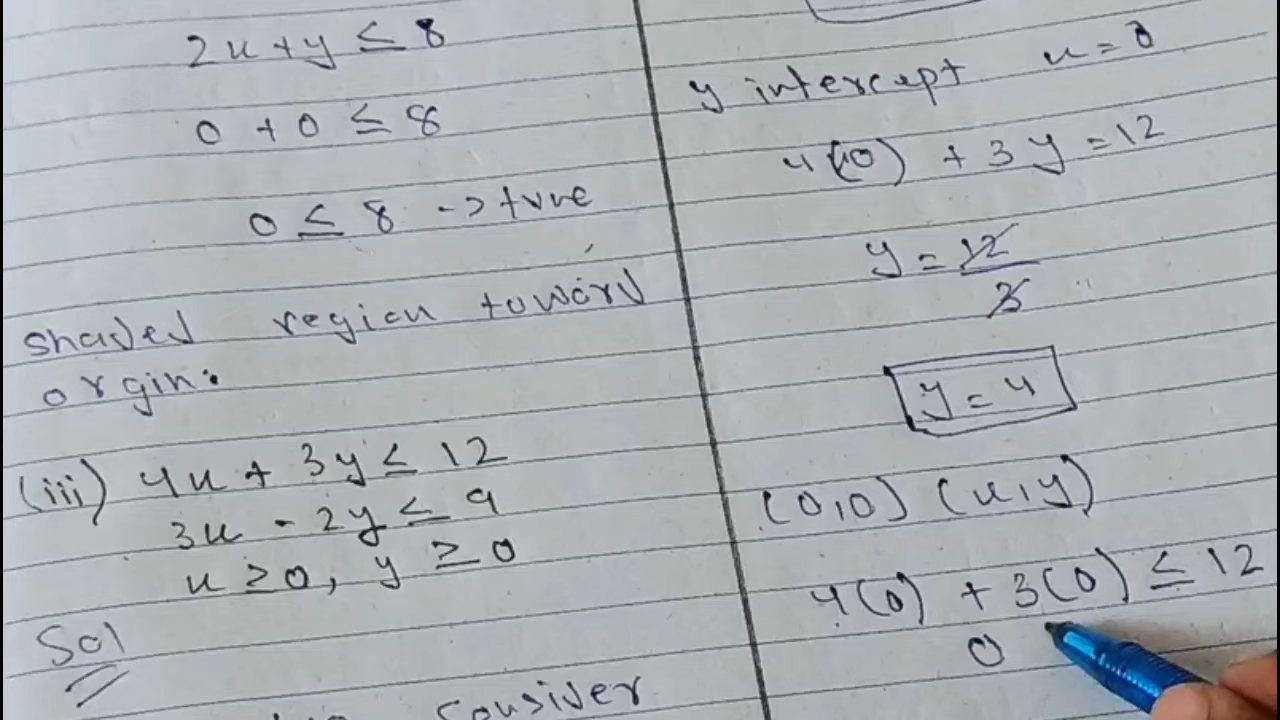 2x+y ≤ 8
0 + 0 ≤ 8
0 ≤ 8 -> true
shaded region toward
orgin.
(iii) 4x + 3y ≤ 12
3x - 2y ≤ 9
x ≥ 0, y ≥ 0
Sol
Consider
y intercept x = 0
4(0) + 3y = 12
y = 12
3
y = 4
(0,0) (x,y)
4(0) + 3(0) ≤ 12
0